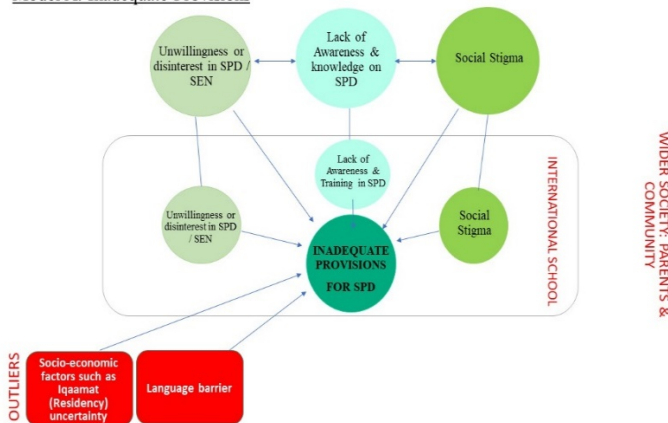 Unwillingness or
disinterest in SPD /
SEN
Lack of
Awareness &
knowledge on
SPD
Social Stigma
Lack of
Awareness &
Training in SPD
Unwillingness or
disinterest in SPD
/ SEN
Social
Stigma
INADEQUATE
PROVISIONS
FOR SPD
INTERNATIONAL SCHOOL
WIDER SOCIETY: PARENTS &
COMMUNITY
OUTLIERS
Socio-economic
factors such as
Iqaamat
(Residency)
uncertainty
Language barrier